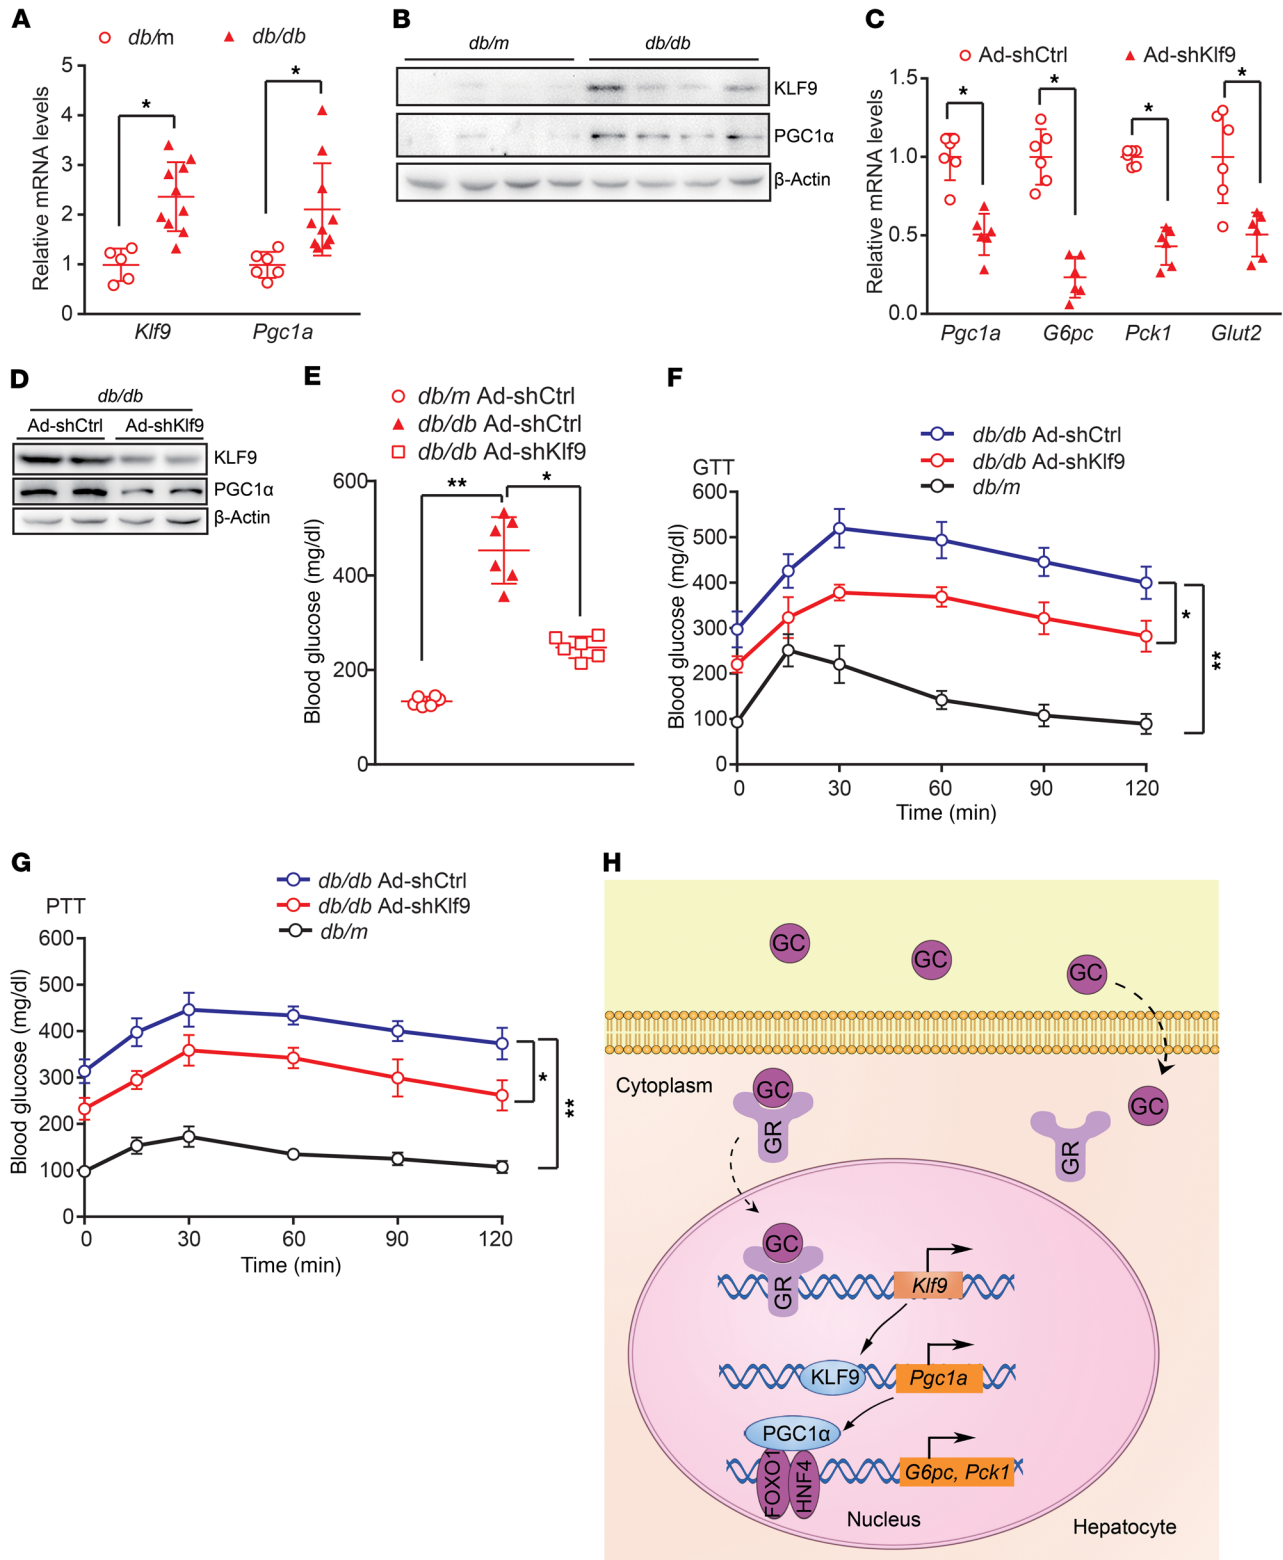 A
db/m
db/db
Relative mRNA levels
5
4
3
2
1
0
*
*
Klf9
Pgc1a
B
db/m
db/db
KLF9
PGC1α
β-Actin
C
Ad-shCtrl
Ad-shKlf9
Relative mRNA levels
1.5
1.0
0.5
0.0
*
*
*
*
Pgc1a
G6pc
Pck1
Glut2
D
db/db
Ad-shCtrl
Ad-shKlf9
KLF9
PGC1α
β-Actin
E
db/m Ad-shCtrl
db/db Ad-shCtrl
db/db Ad-shKlf9
Blood glucose (mg/dl)
600
400
200
0
**
*
F
db/db Ad-shCtrl
db/db Ad-shKlf9
db/m
GTT
Blood glucose (mg/dl)
600
500
400
300
200
100
0
*
**
0
30
60
90
120
Time (min)
G
db/db Ad-shCtrl
db/db Ad-shKlf9
db/m
PTT
Blood glucose (mg/dl)
600
500
400
300
200
100
0
*
**
0
30
60
90
120
Time (min)
H
GC
GC
GC
Cytoplasm
GC
GR
GR
GC
GC
GR
Klf9
KLF9
Pgc1a
PGC1α
FOXO1
HNF4
G6pc, Pck1
Nucleus
Hepatocyte